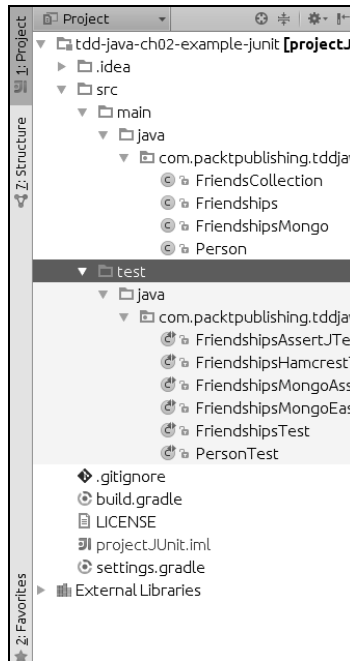 Project
1: Project
7: Structure
2: Favorites
tdd-java-ch02-example-junit [projectJ
.idea
src
main
java
com.packtpublishing.tddja
FriendsCollection
Friendships
FriendshipsMongo
Person
test
java
com.packtpublishing.tddja
FriendshipsAssertJTe
FriendshipsHamcrest
FriendshipsMongoAss
FriendshipsMongoEas
FriendshipsTest
PersonTest
.gitignore
build.gradle
LICENSE
projectJUnit.iml
settings.gradle
External Libraries